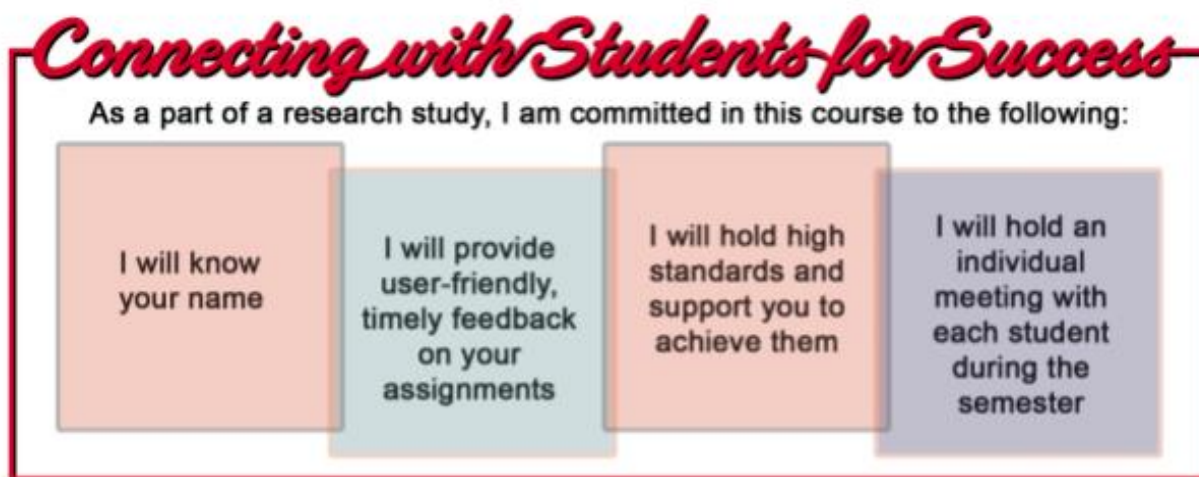 Connecting with Students for Success
As a part of a research study, I am committed in this course to the following:
I will know
your name
I will provide
user-friendly,
timely feedback
on your
assignments
I will hold high
standards and
support you to
achieve them
I will hold an
individual
meeting with
each student
during the
semester